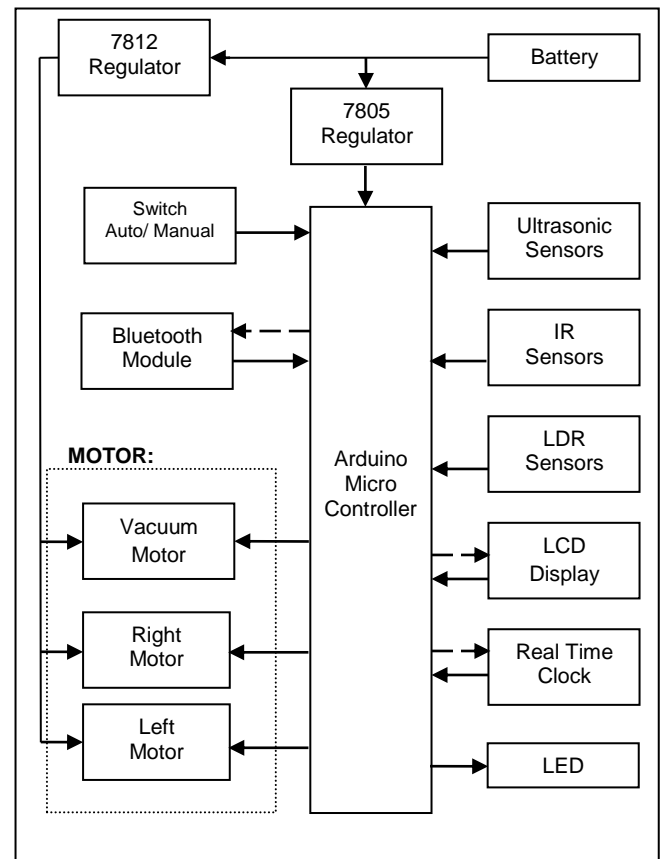 7812
Regulator
Battery
7805
Regulator
Switch
Auto/ Manual
Ultrasonic
Sensors
Bluetooth
Module
IR
Sensors
LDR
Sensors
MOTOR:
Arduino
Micro
Controller
Vacuum
Motor
LCD
Display
Right
Motor
Real Time
Clock
Left
Motor
LED